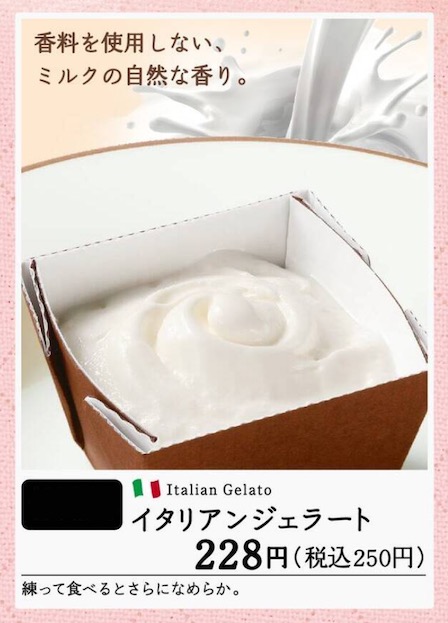 香料を使用しない、
ミルクの自然な香り。
Italian Gelato
イタリアンジェラート
228円(税込250円)
練って食べるとさらになめらか。